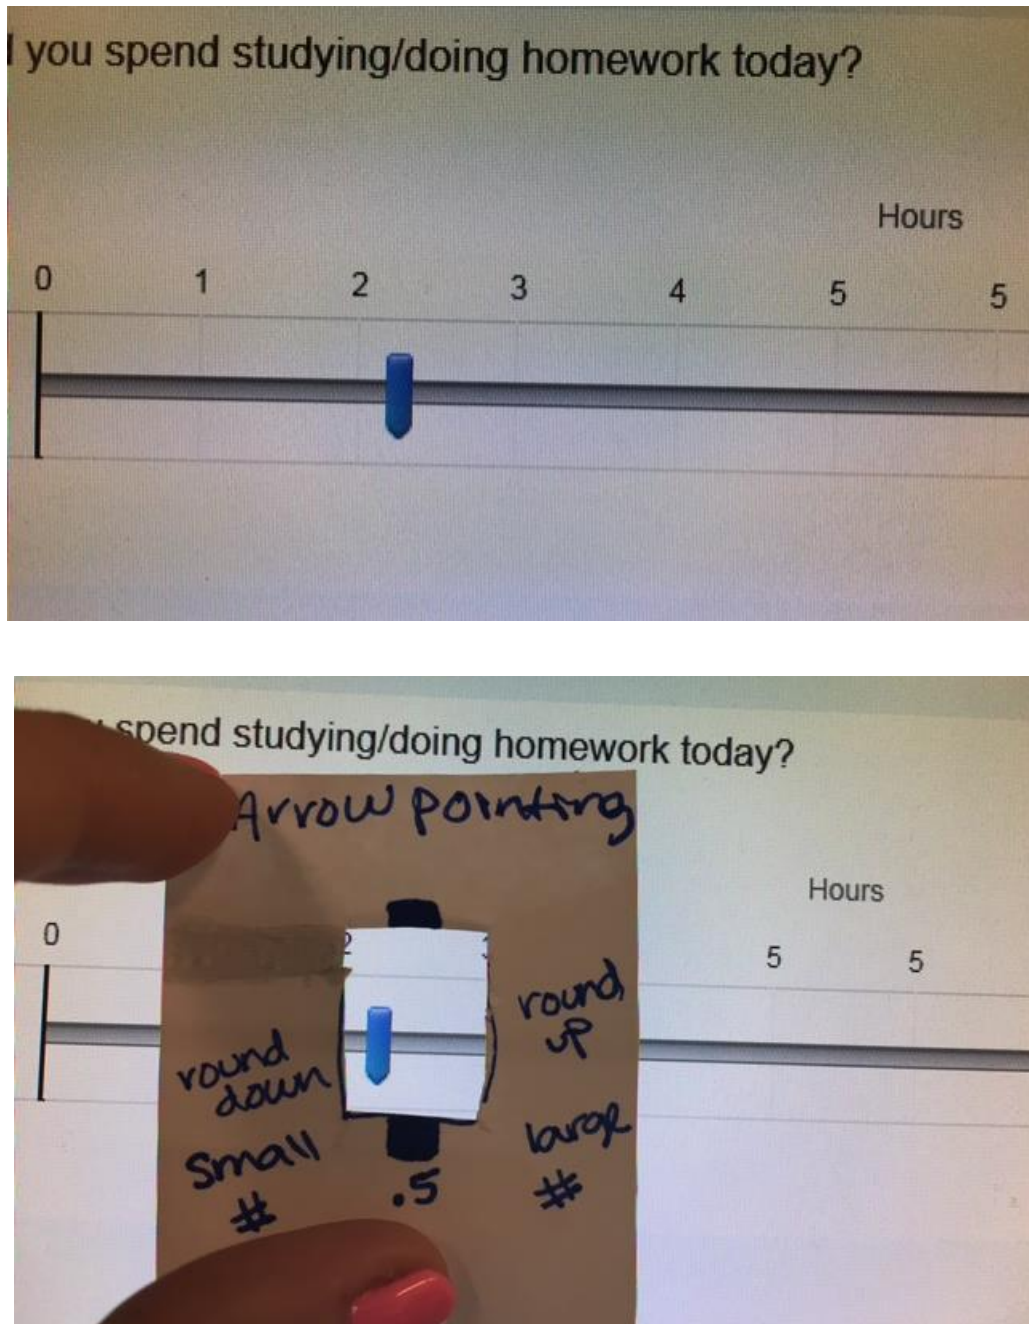 you spend studying/doing homework today?
Hours
0 1 2 3 4 5 5
spend studying/doing homework today?
Arrow pointing
Hours
0 2 5 5
round down
round up
small #
.5
large #